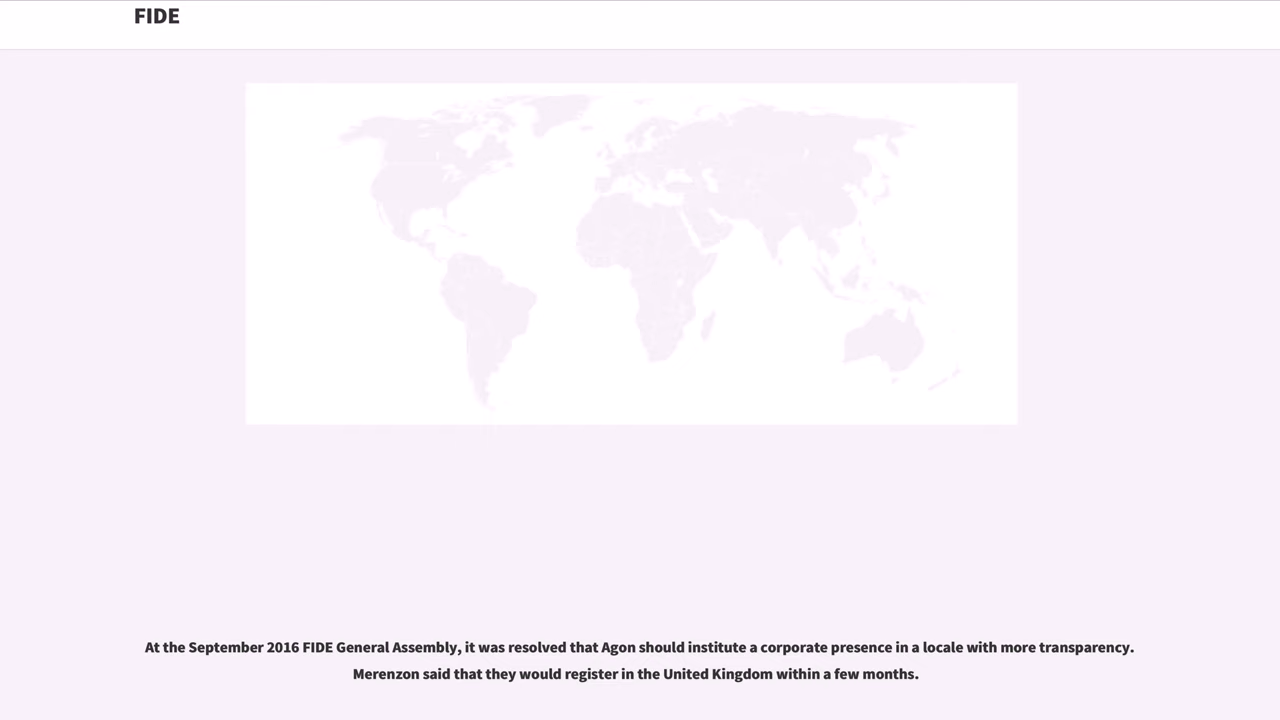 FIDE
At the September 2016 FIDE General Assembly, it was resolved that Agon should institute a corporate presence in a locale with more transparency.
Merenzon said that they would register in the United Kingdom within a few months.